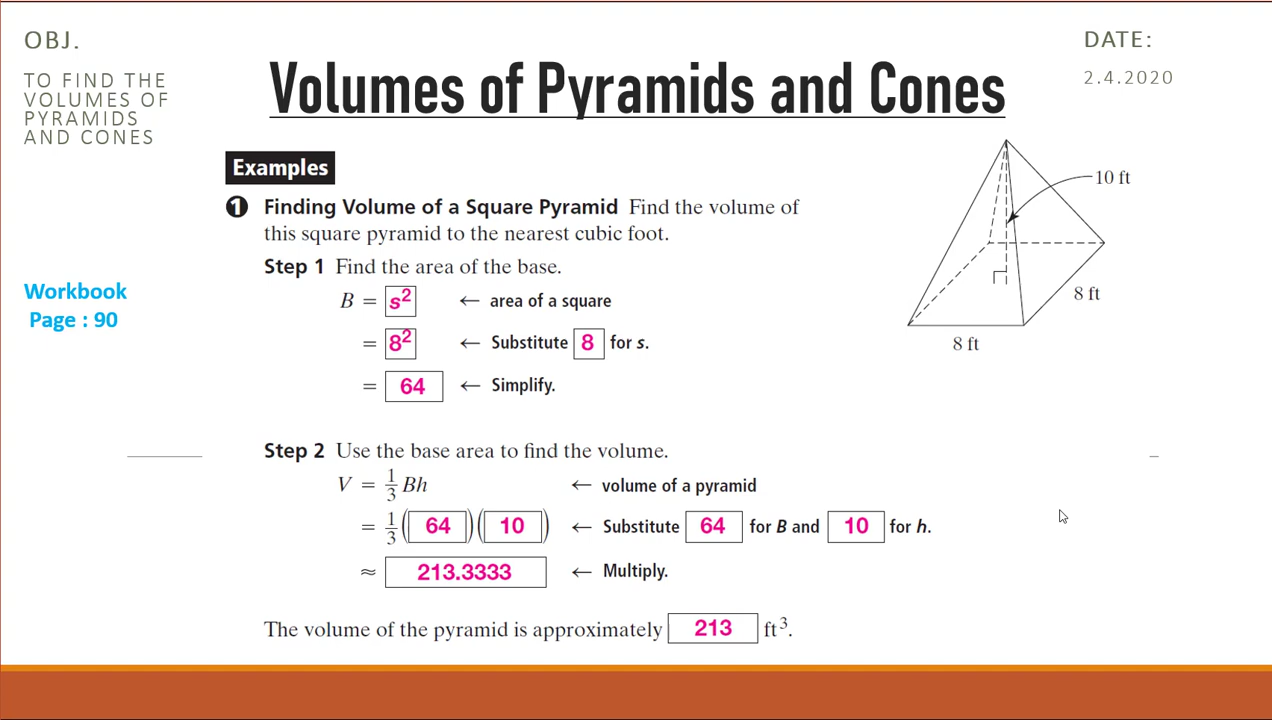 OBJ.
TO FIND THE
VOLUMES OF
PYRAMIDS
AND CONES
Volumes of Pyramids and Cones
DATE:
2.4.2020
Workbook
Page : 90
Examples
1 Finding Volume of a Square Pyramid Find the volume of
this square pyramid to the nearest cubic foot.
Step 1 Find the area of the base.
B = s² ← area of a square
= 8² ← Substitute 8 for s.
= 64 ← Simplify.
10 ft
8 ft
8 ft
Step 2 Use the base area to find the volume.
V = 1/3 Bh ← volume of a pyramid
= 1/3 (64)(10) ← Substitute 64 for B and 10 for h.
≈ 213.3333 ← Multiply.
The volume of the pyramid is approximately 213 ft³.